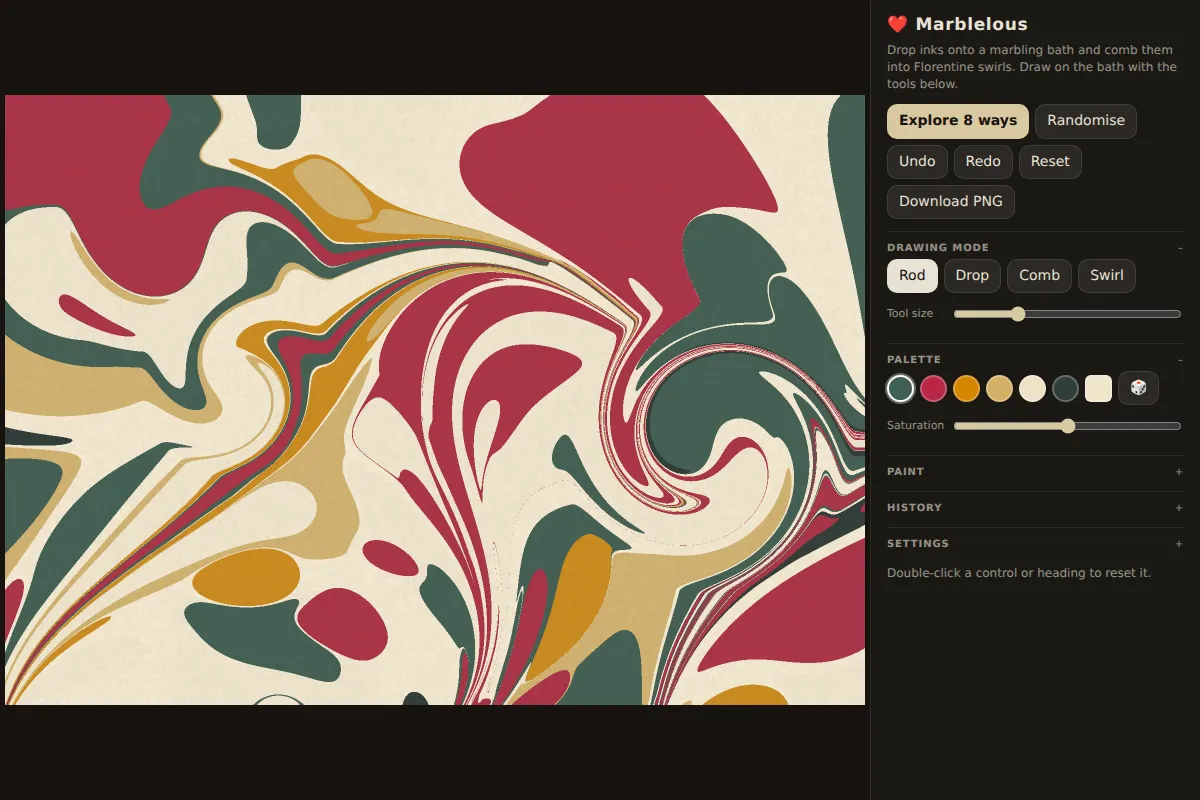 ❤️ Marblelous
Drop inks onto a marbling bath and comb them
into Florentine swirls. Draw on the bath with the
tools below.
Explore 8 ways
Randomise
Undo
Redo
Reset
Download PNG
DRAWING MODE –
Rod
Drop
Comb
Swirl
Tool size
PALETTE –
Saturation
PAINT +
HISTORY +
SETTINGS +
Double-click a control or heading to reset it.